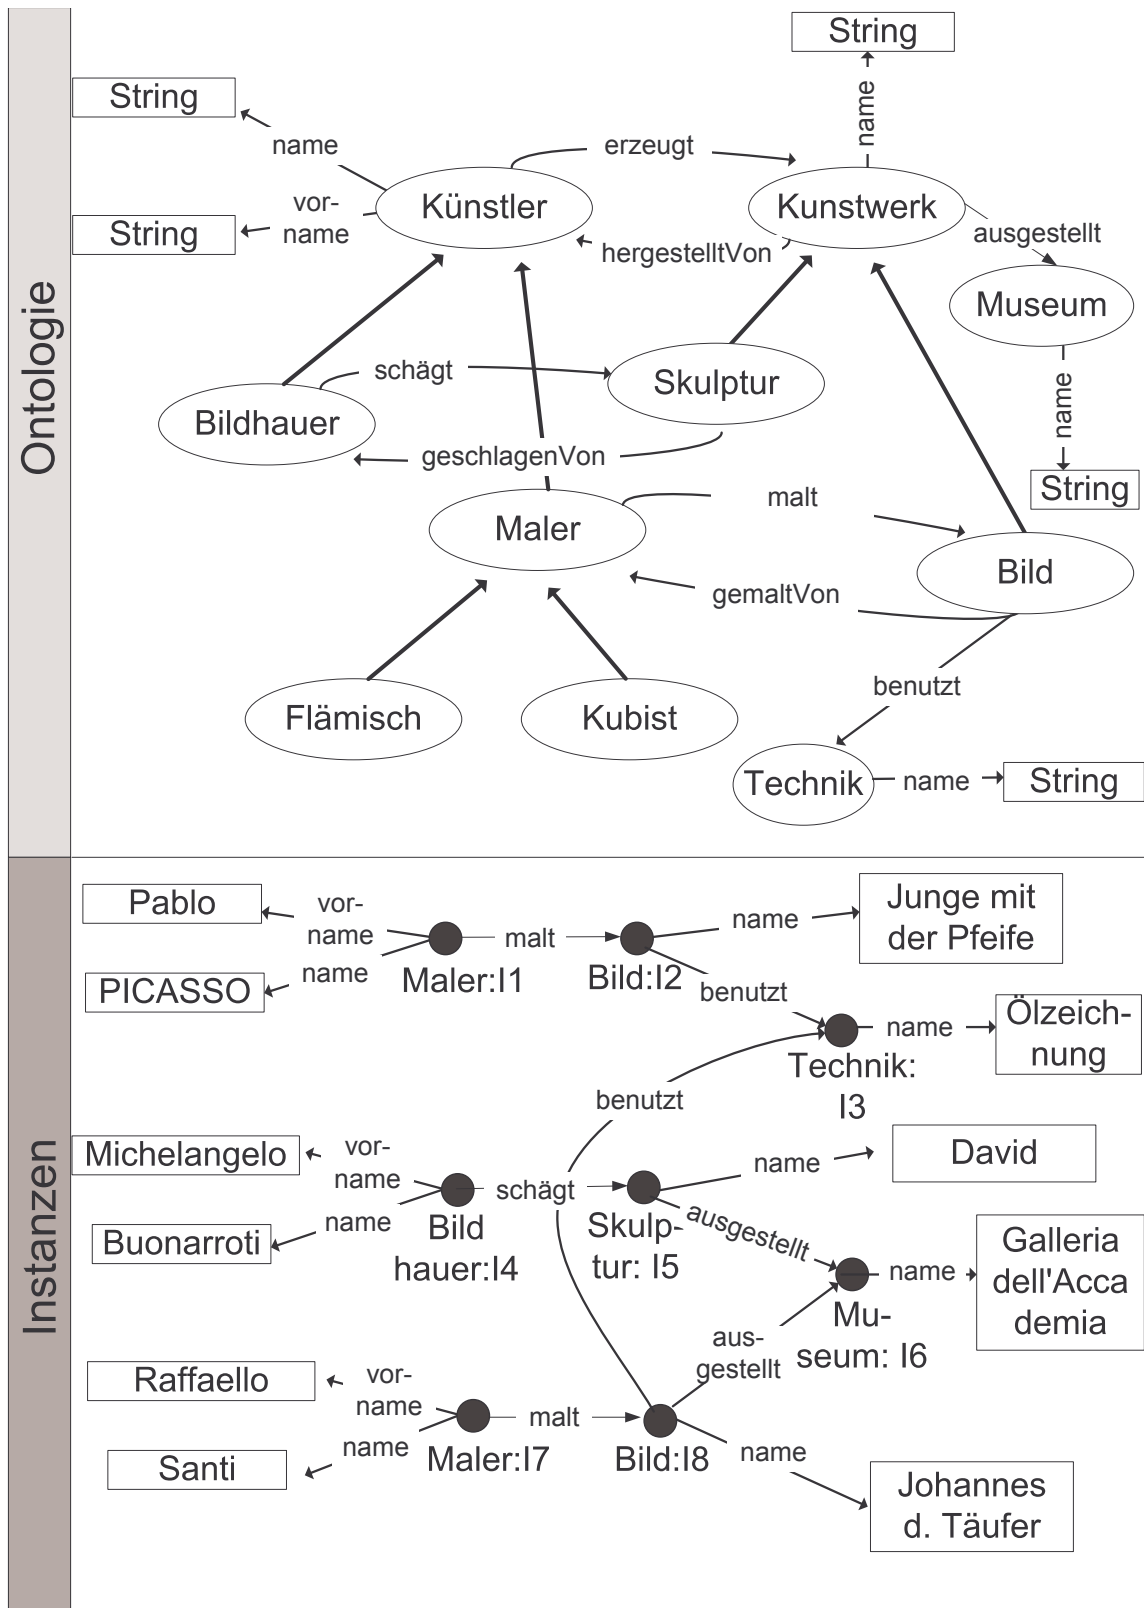 Ontologie
String
String
name
name
erzeugt
vor-
name
String
Künstler
Kunstwerk
hergestelltVon
ausgestellt
Museum
name
schägt
Skulptur
Bildhauer
geschlagenVon
String
malt
Maler
Bild
gemaltVon
benutzt
Flämisch
Kubist
Technik
name
String
Instanzen
Pablo
vor-
name
PICASSO
name
Maler:I1
malt
Bild:I2
name
Junge mit
der Pfeife
benutzt
Technik:
I3
name
Ölzeich-
nung
benutzt
Michelangelo
vor-
name
Buonarroti
name
Bild
hauer:I4
schägt
Skulp-
tur: I5
name
David
ausgestellt
Mu-
seum: I6
name
Galleria
dell'Acca
demia
aus-
gestellt
Raffaello
vor-
name
Santi
name
Maler:I7
malt
Bild:I8
name
Johannes
d. Täufer